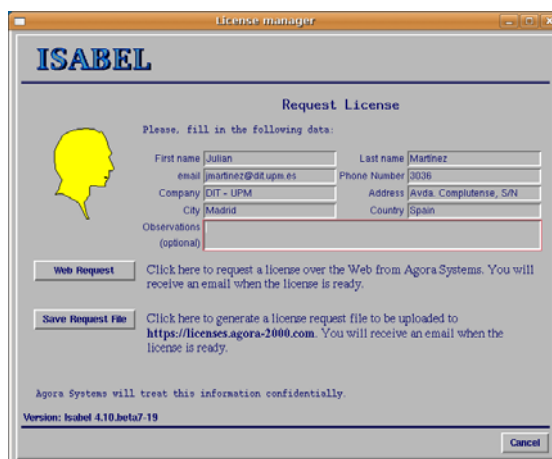 License manager
ISABEL
Request License
Please, fill in the following data:
First name Julian Last name Martínez
email jmartinez@dit.upm.es Phone Number 3036
Company DIT - UPM Address Avda. Complutense, S/N
City Madrid Country Spain
Observations
(optional)
Web Request Click here to request a license over the Web from Agora Systems. You will
receive an email when the license is ready.
Save Request File Click here to generate a license request file to be uploaded to
https://licenses.agora-2000.com. You will receive an email when the
license is ready.
Agora Systems will treat this information confidentially.
Version: Isabel 4.10.beta7-19
Cancel